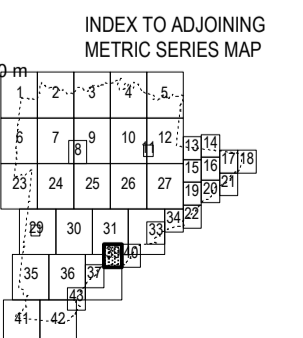 INDEX TO ADJOINING
METRIC SERIES MAP
0 m
1 2 3 4 5
6 7 8 9 10 11 12
13 14
15 16 17 18
23 24 25 26 27
19 20 21
22
29 30 31 33 34
40
35 36 37
43
41 42